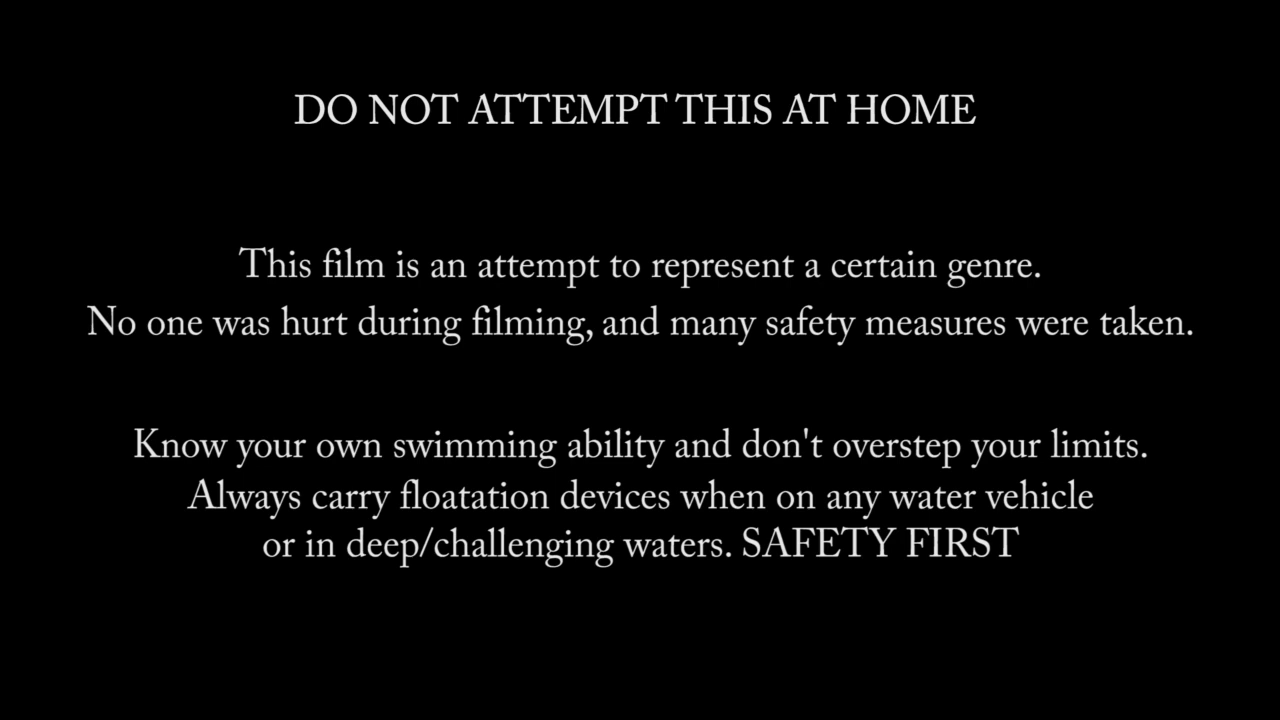 DO NOT ATTEMPT THIS AT HOME
This film is an attempt to represent a certain genre.
No one was hurt during filming, and many safety measures were taken.
Know your own swimming ability and don't overstep your limits.
Always carry floatation devices when on any water vehicle
or in deep/challenging waters. SAFETY FIRST